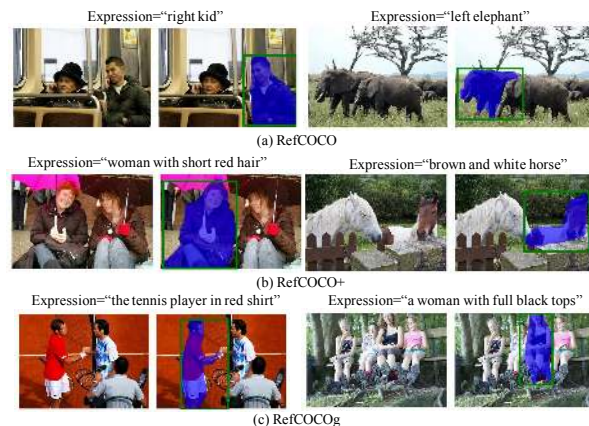 Expression=“right kid”
Expression=“left elephant”
(a) RefCOCO
Expression=“woman with short red hair”
Expression=“brown and white horse”
(b) RefCOCO+
Expression=“the tennis player in red shirt”
Expression=“a woman with full black tops”
(c) RefCOCOg